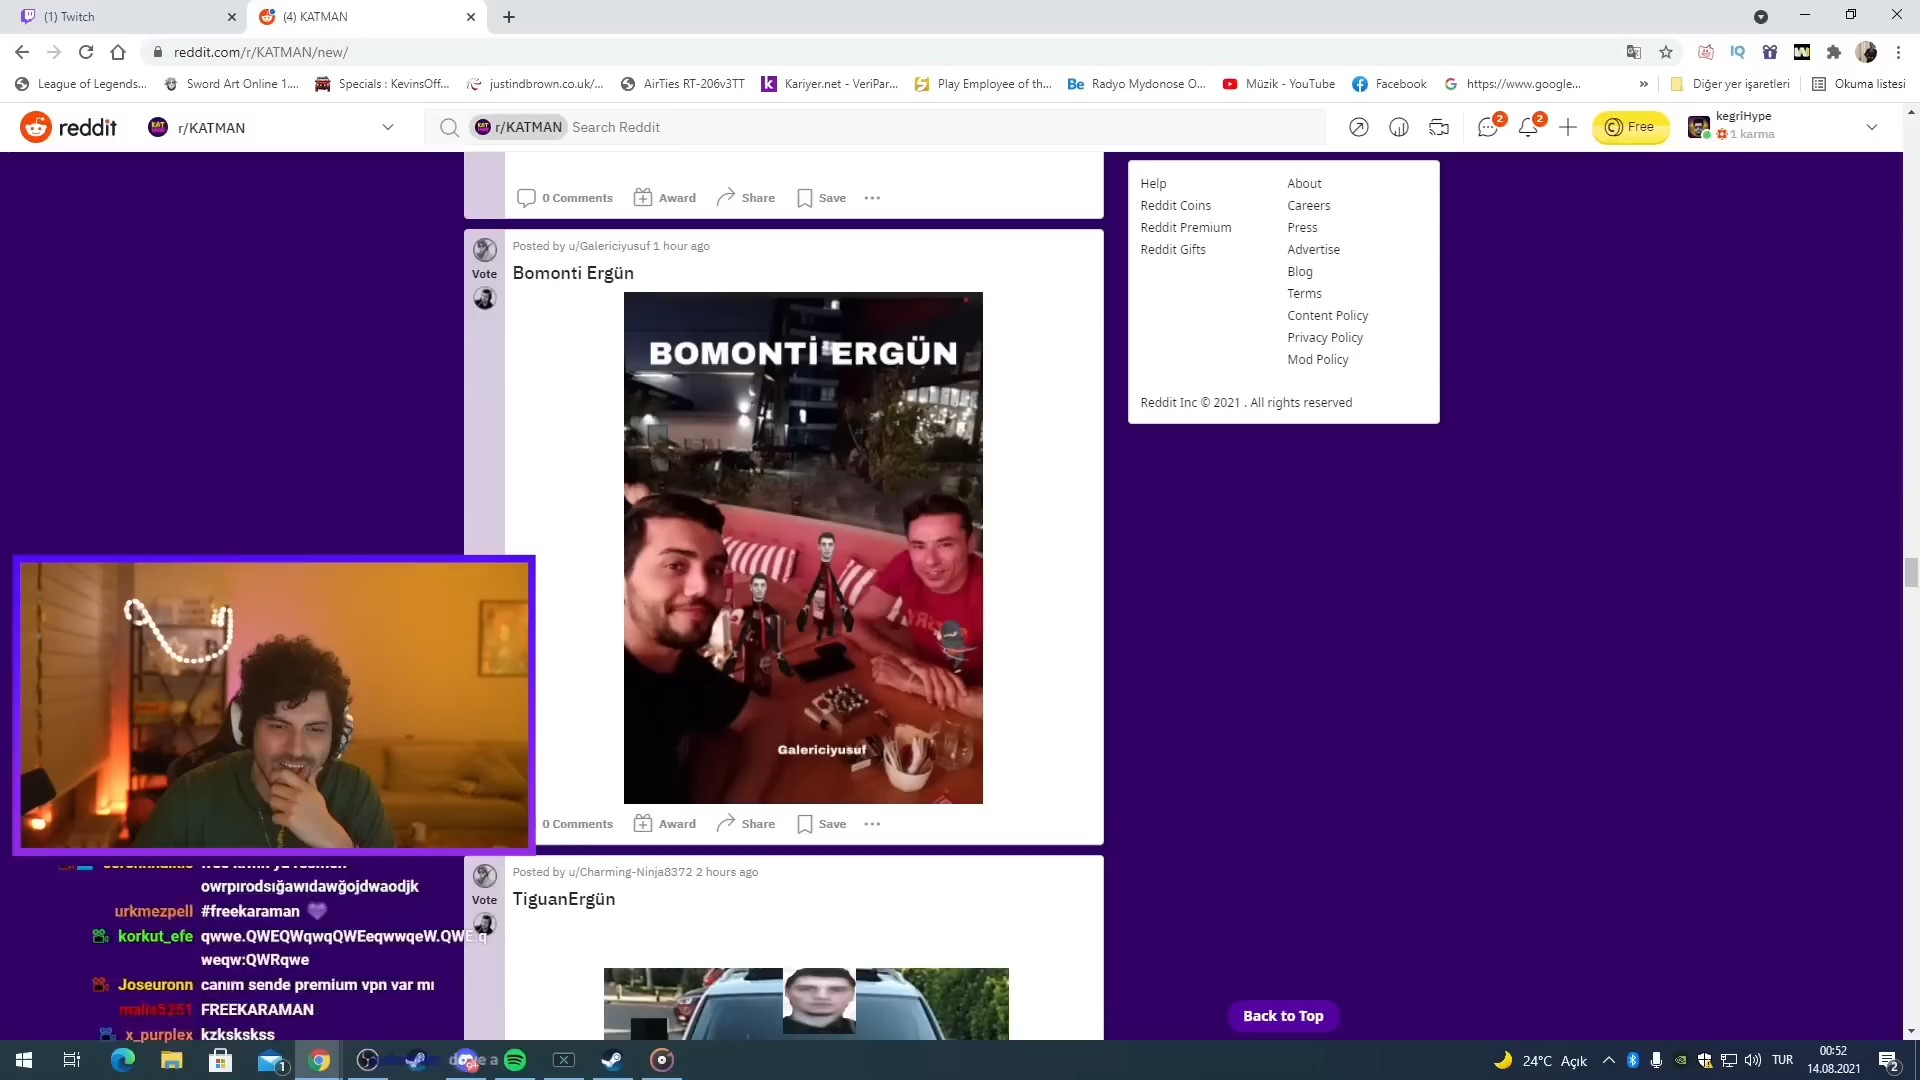 (1) Twitch
(4) KATMAN
reddit.com/r/KATMAN/new/
League of Legends...
Sword Art Online 1....
Specials : KevinsOff...
justindbrown.co.uk/...
AirTies RT-206v3TT
Kariyer.net - VeriPar...
Play Employee of th...
Radyo Mydonose O...
Müzik - YouTube
Facebook
https://www.google...
Diğer yer işaretleri
Okuma listesi
reddit
r/KATMAN
r/KATMAN
Search Reddit
2
2
Free
kegriHype
1 karma
0 Comments
Award
Share
Save
Help
Reddit Coins
Reddit Premium
Reddit Gifts
About
Careers
Press
Advertise
Blog
Terms
Content Policy
Privacy Policy
Mod Policy
Reddit Inc © 2021 . All rights reserved
Posted by u/Galericiyusuf 1 hour ago
Vote
Bomonti Ergün
BOMONTİ ERGÜN
Galericiyusuf
0 Comments
Award
Share
Save
Posted by u/Charming-Ninja8372 2 hours ago
Vote
TiguanErgün
owrpırodsığawıdawğojdwaodjk
urkmezpell #freekaraman
korkut_efe qwwe.QWEQWqwqQWEeqwwqeW.QWE.q
weqw:QWRqwe
Joseuronn canım sende premium vpn var mı
malis5251 FREEKARAMAN
x_purplex kzksksksss
Back to Top
24°C Açık
TUR
00:52
14.08.2021